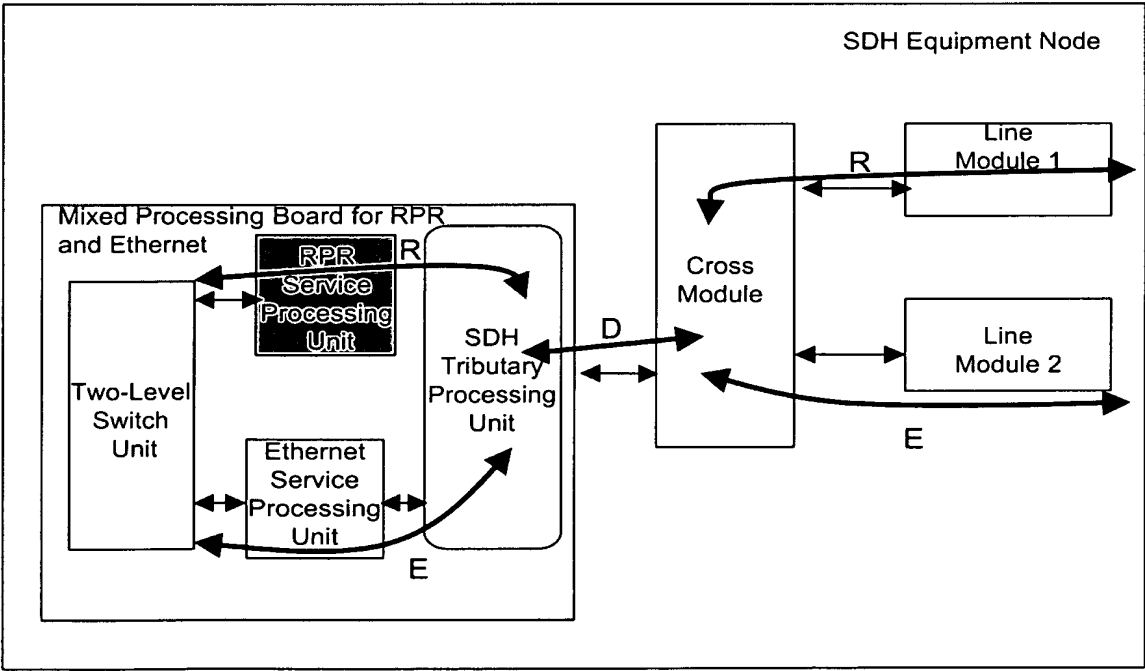 SDH Equipment Node
Line
Module 1
R
Mixed Processing Board for RPR
and Ethernet
RPR
Service
Processing
Unit
R
Cross
Module
D
SDH
Tributary
Processing
Unit
Line
Module 2
Two-Level
Switch
Unit
E
Ethernet
Service
Processing
Unit
E